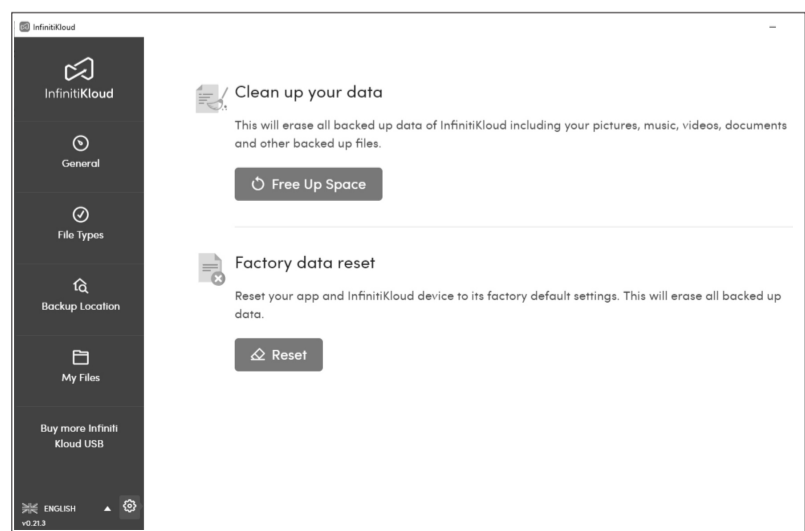 InfinitiKloud
InfinitiKloud
General
File Types
Backup Location
My Files
Buy more Infiniti
Kloud USB
ENGLISH
v0.21.3
Clean up your data
This will erase all backed up data of InfinitiKloud including your pictures, music, videos, documents
and other backed up files.
Free Up Space
Factory data reset
Reset your app and InfinitiKloud device to its factory default settings. This will erase all backed up
data.
Reset